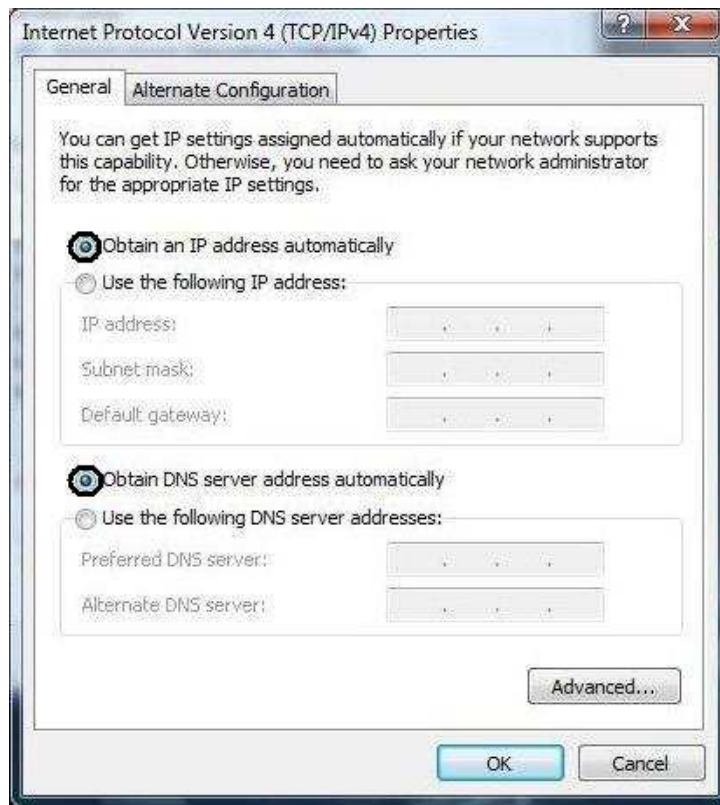 Internet Protocol Version 4 (TCP/IPv4) Properties
?
X
General
Alternate Configuration
You can get IP settings assigned automatically if your network supports
this capability. Otherwise, you need to ask your network administrator
for the appropriate IP settings.
Obtain an IP address automatically
Use the following IP address:
IP address:
Subnet mask:
Default gateway:
Obtain DNS server address automatically
Use the following DNS server addresses:
Preferred DNS server:
Alternate DNS server:
Advanced...
OK
Cancel